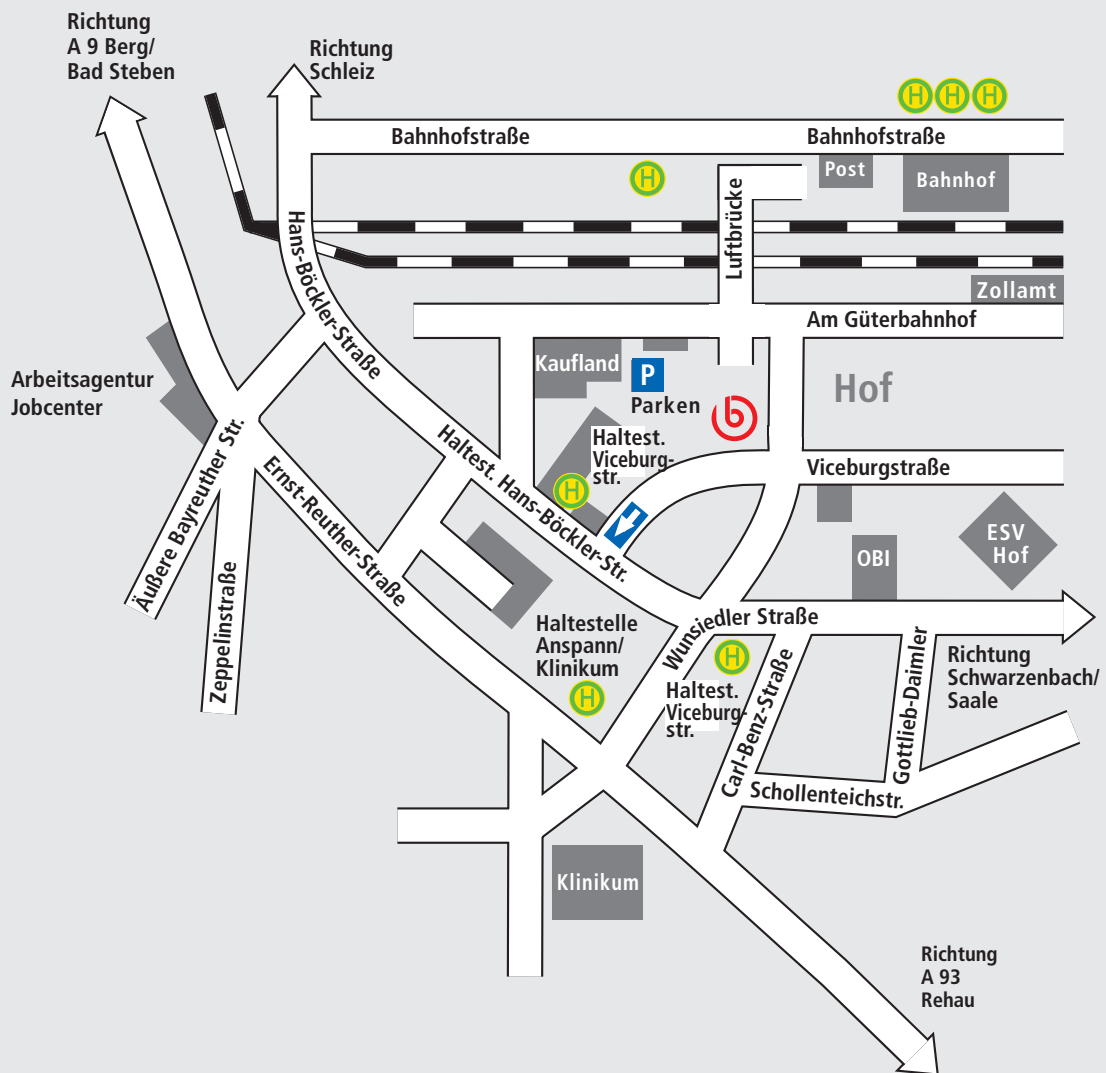 Richtung
A 9 Berg/
Bad Steben
Richtung
Schleiz
H H H
Bahnhofstraße
Bahnhofstraße
Post
Bahnhof
H
Luftbrücke
Hans-Böckler-Straße
Zollamt
Am Güterbahnhof
Kaufland
P
Parken
b
Hof
Arbeitsagentur
Jobcenter
Haltest.
Viceburg-
str.
H
Haltest. Hans-Böckler-Str.
Viceburgstraße
Äußere Bayreuther Str.
Ernst-Reuther-Straße
Zeppelinstraße
OBI
ESV
Hof
Haltestelle
Anspann/
Klinikum
H
Wunsiedler Straße
H
Haltest.
Viceburg-
str.
Carl-Benz-Straße
Gottlieb-Daimler
Richtung
Schwarzenbach/
Saale
Schollenteichstr.
Klinikum
Richtung
A 93
Rehau